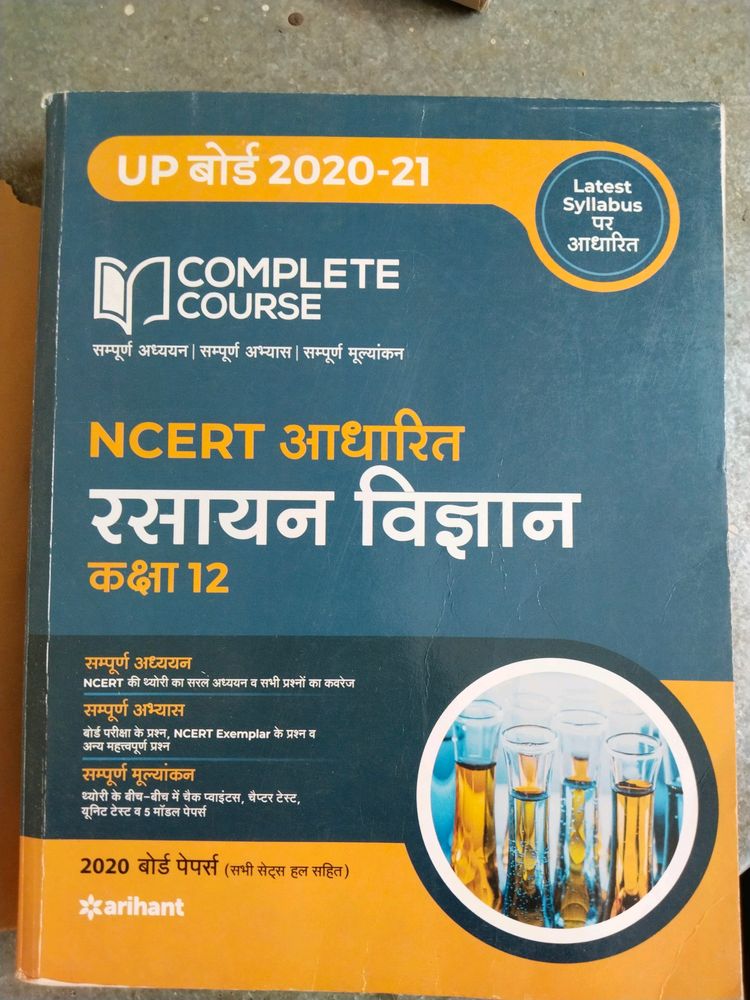 UP बोर्ड 2020-21
Latest
Syllabus
पर
आधारित
COMPLETE
COURSE
सम्पूर्ण अध्ययन | सम्पूर्ण अभ्यास | सम्पूर्ण मूल्यांकन
NCERT आधारित
रसायन विज्ञान
कक्षा 12
सम्पूर्ण अध्ययन
NCERT की थ्योरी का सरल अध्ययन व सभी प्रश्नों का कवरेज
सम्पूर्ण अभ्यास
बोर्ड परीक्षा के प्रश्न, NCERT Exemplar के प्रश्न व
अन्य महत्त्वपूर्ण प्रश्न
सम्पूर्ण मूल्यांकन
थ्योरी के बीच-बीच में चैक प्वाइंटस, चैप्टर टेस्ट,
यूनिट टेस्ट व 5 मॉडल पेपर्स
2020 बोर्ड पेपर्स (सभी सेट्स हल सहित)
arihant